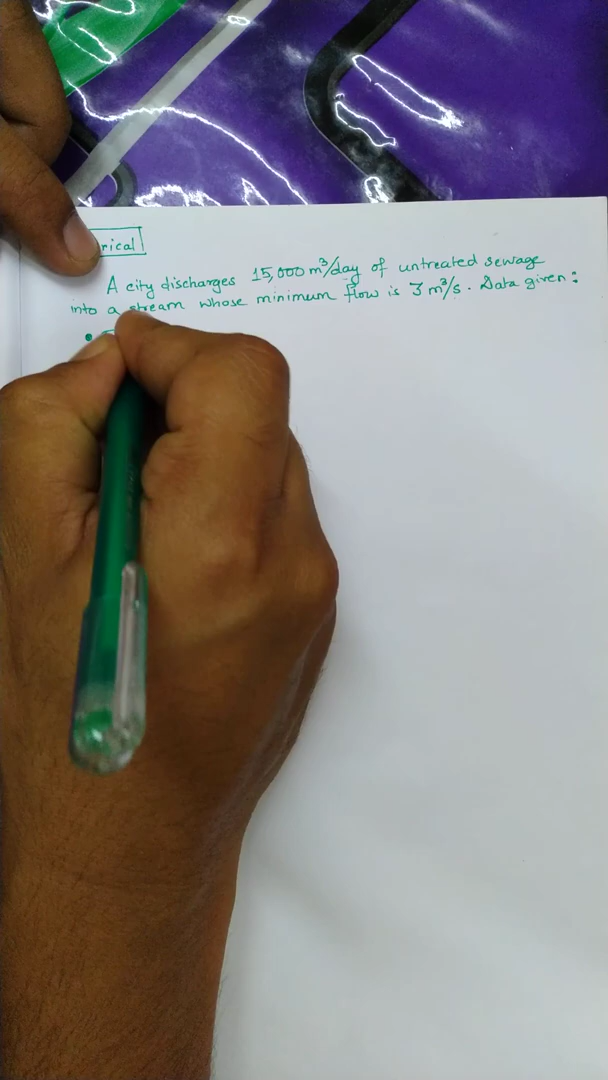 rical
A city discharges 15,000 m³/day of untreated sewage
into a stream whose minimum flow is 3 m³/s. Data given :
•